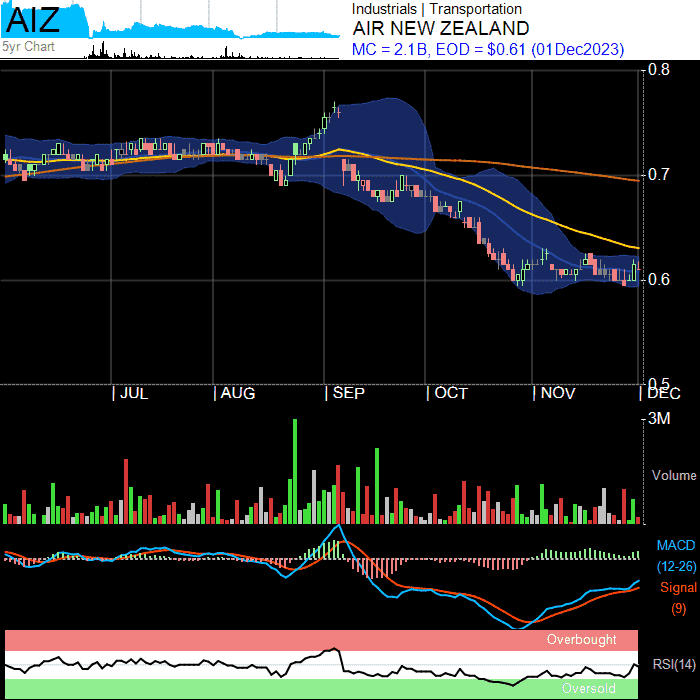 AIZ
5yr Chart
Industrials | Transportation
AIR NEW ZEALAND
MC = 2.1B, EOD = $0.61 (01Dec2023)
0.8
0.7
0.6
0.5
| JUL | AUG | SEP | OCT | NOV | DEC
3M
Volume
MACD
(12-26)
Signal
(9)
Overbought
RSI(14)
Oversold